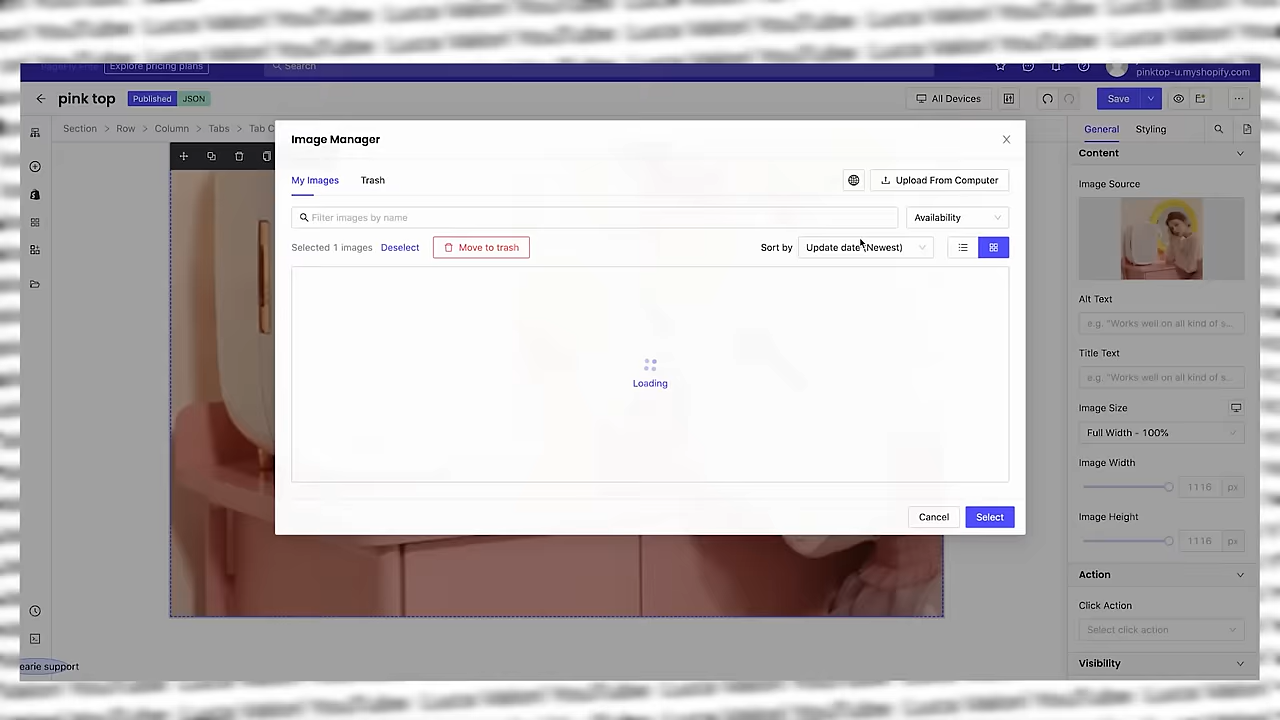 Explore pricing plans
Search
pinktop-u.myshopify.com
pink top
Published
JSON
All Devices
Save
Section > Row > Column > Tabs > Tab C
General
Styling
Image Manager
My Images
Trash
Upload From Computer
Filter images by name
Availability
Selected 1 images
Deselect
Move to trash
Sort by
Update date (Newest)
Loading
Cancel
Select
Content
Image Source
Alt Text
e.g. "Works well on all kind of s...
Title Text
e.g. "Works well on all kind of s...
Image Size
Full Width - 100%
Image Width
1116 px
Image Height
1116 px
Action
Click Action
Select click action
Visibility
earie support